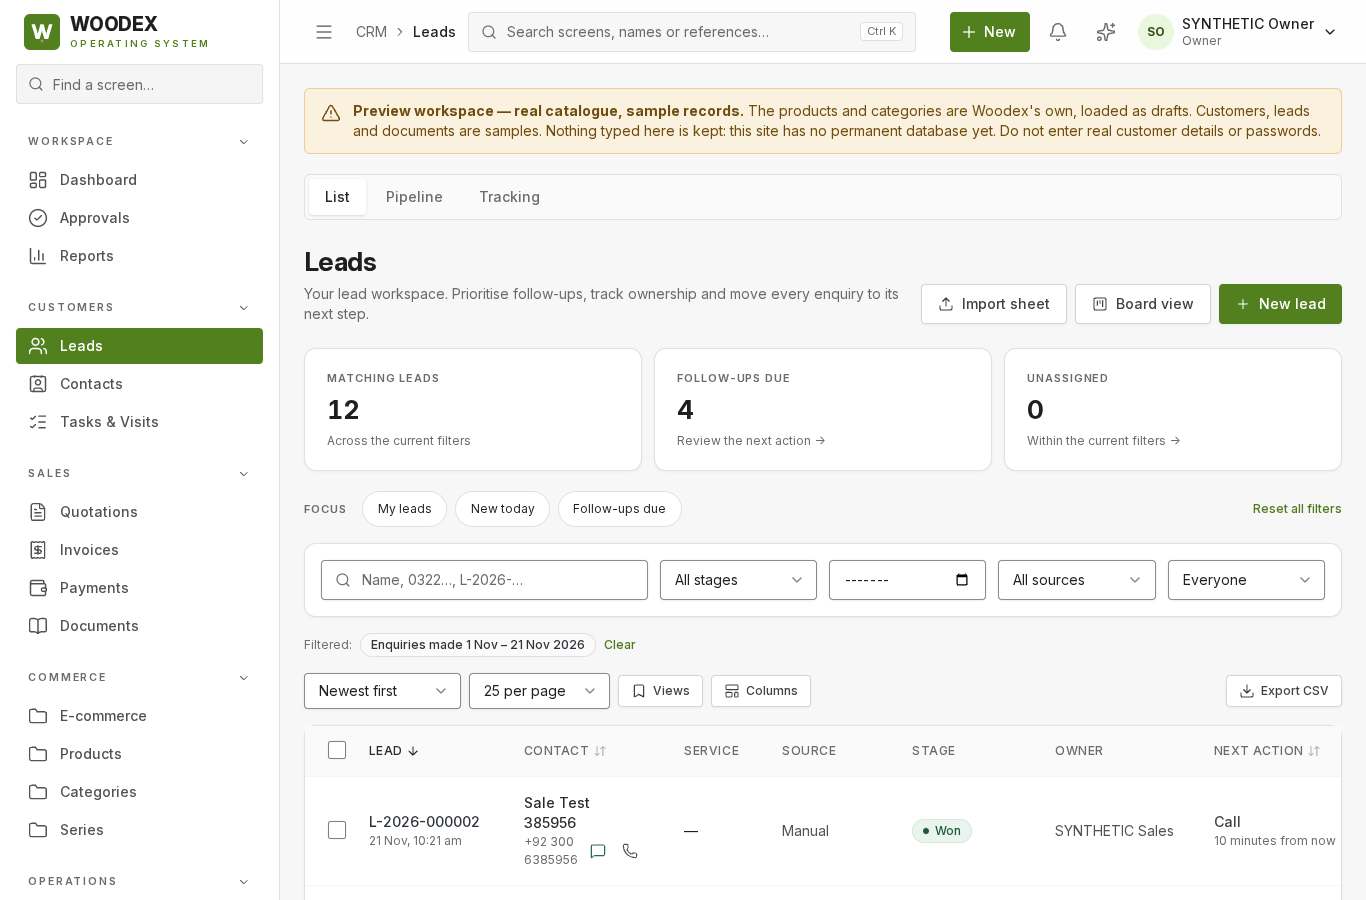 W WOODEX
OPERATING SYSTEM
Find a screen…
WORKSPACE
Dashboard
Approvals
Reports
CUSTOMERS
Leads
Contacts
Tasks & Visits
SALES
Quotations
Invoices
Payments
Documents
COMMERCE
E-commerce
Products
Categories
Series
OPERATIONS
CRM > Leads
Search screens, names or references… Ctrl K
+ New
SO SYNTHETIC Owner
Owner
Preview workspace — real catalogue, sample records. The products and categories are Woodex's own, loaded as drafts. Customers, leads
and documents are samples. Nothing typed here is kept: this site has no permanent database yet. Do not enter real customer details or passwords.
List Pipeline Tracking
Leads
Your lead workspace. Prioritise follow-ups, track ownership and move every enquiry to its
next step.
Import sheet Board view + New lead
MATCHING LEADS
12
Across the current filters
FOLLOW-UPS DUE
4
Review the next action →
UNASSIGNED
0
Within the current filters →
FOCUS My leads New today Follow-ups due Reset all filters
Name, 0322…, L-2026-… All stages ------- All sources Everyone
Filtered: Enquiries made 1 Nov – 21 Nov 2026 Clear
Newest first 25 per page Views Columns Export CSV
LEAD ↓ CONTACT SERVICE SOURCE STAGE OWNER NEXT ACTION
L-2026-000002
21 Nov, 10:21 am
Sale Test
385956
+92 300
6385956
—
Manual
Won
SYNTHETIC Sales
Call
10 minutes from now